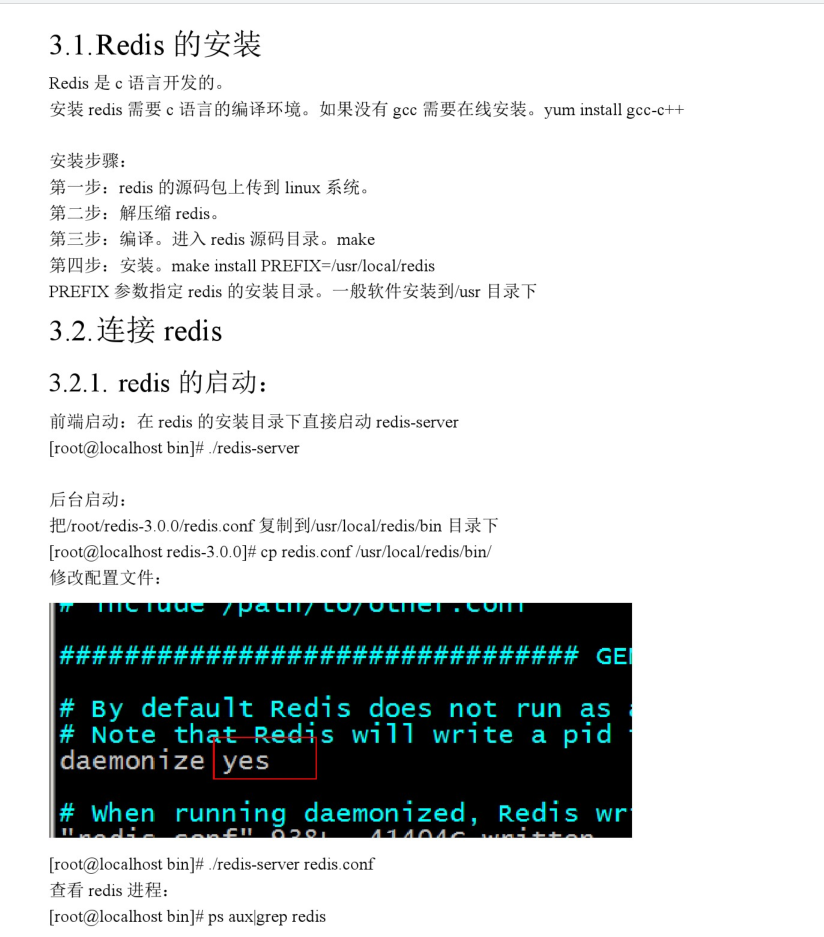 3.1.Redis 的安装
Redis 是 c 语言开发的。
安装 redis 需要 c 语言的编译环境。如果没有 gcc 需要在线安装。yum install gcc-c++
安装步骤：
第一步：redis 的源码包上传到 linux 系统。
第二步：解压缩 redis。
第三步：编译。进入 redis 源码目录。make
第四步：安装。make install PREFIX=/usr/local/redis
PREFIX 参数指定 redis 的安装目录。一般软件安装到/usr 目录下
3.2.连接 redis
3.2.1. redis 的启动：
前端启动：在 redis 的安装目录下直接启动 redis-server
[root@localhost bin]# ./redis-server
后台启动：
把/root/redis-3.0.0/redis.conf 复制到/usr/local/redis/bin 目录下
[root@localhost redis-3.0.0]# cp redis.conf /usr/local/redis/bin/
修改配置文件：
# include /path/to/other.conf
################################ GE
# By default Redis does not run as
# Note that Redis will write a pid
daemonize yes
# When running daemonized, Redis wr
"redis.conf" 938L, 41404C written
[root@localhost bin]# ./redis-server redis.conf
查看 redis 进程：
[root@localhost bin]# ps aux|grep redis